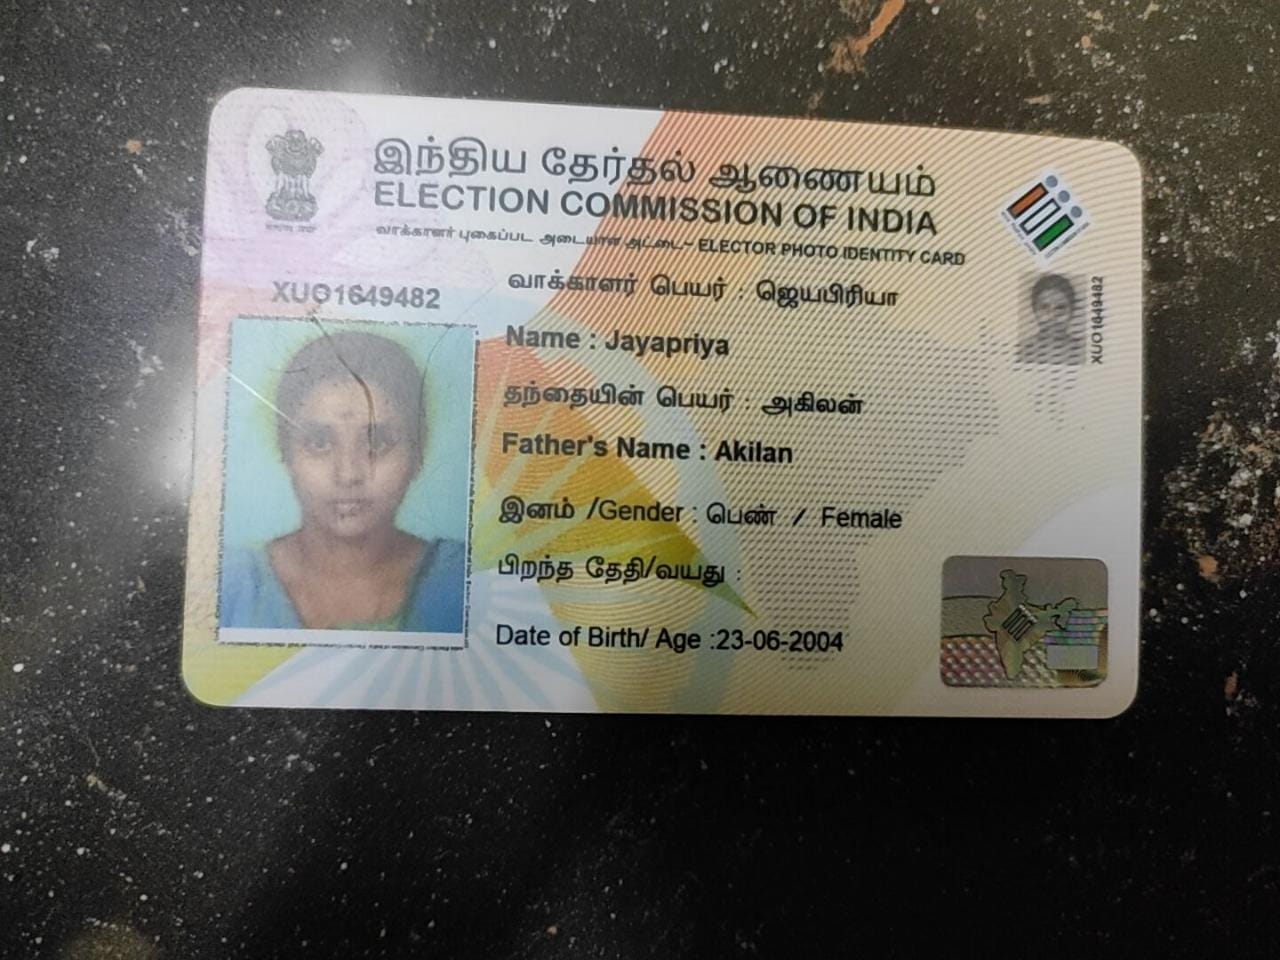 இந்திய தேர்தல் ஆணையம்
ELECTION COMMISSION OF INDIA
வாக்காளர் புகைப்பட அடையாள அட்டை- ELECTOR PHOTO IDENTITY CARD
XUO1649482
வாக்காளர் பெயர் : ஜெயபிரியா
Name : Jayapriya
தந்தையின் பெயர் : அகிலன்
Father's Name : Akilan
இனம் /Gender : பெண் / Female
பிறந்த தேதி/வயது :
Date of Birth/ Age :23-06-2004
XUO1649482